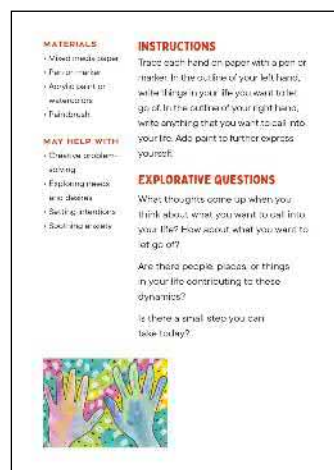 MATERIALS
• Mixed media paper
• Pen or marker
• Acrylic paint or
watercolors
• Paintbrush
MAY HELP WITH
• Creative problem-
solving
• Exploring needs
and desires
• Setting intentions
• Soothing anxiety
INSTRUCTIONS
Trace each hand on paper with a pen or
marker. In the outline of your left hand,
write things in your life you want to let
go of. In the outline of your right hand,
write anything that you want to call into
your life. Add paint to further express
yourself.
EXPLORATIVE QUESTIONS
What thoughts come up when you
think about what you want to call into
your life? How about what you want to
let go of?
Are there people, places, or things
in your life contributing to these
dynamics?
Is there a small step you can
take today?